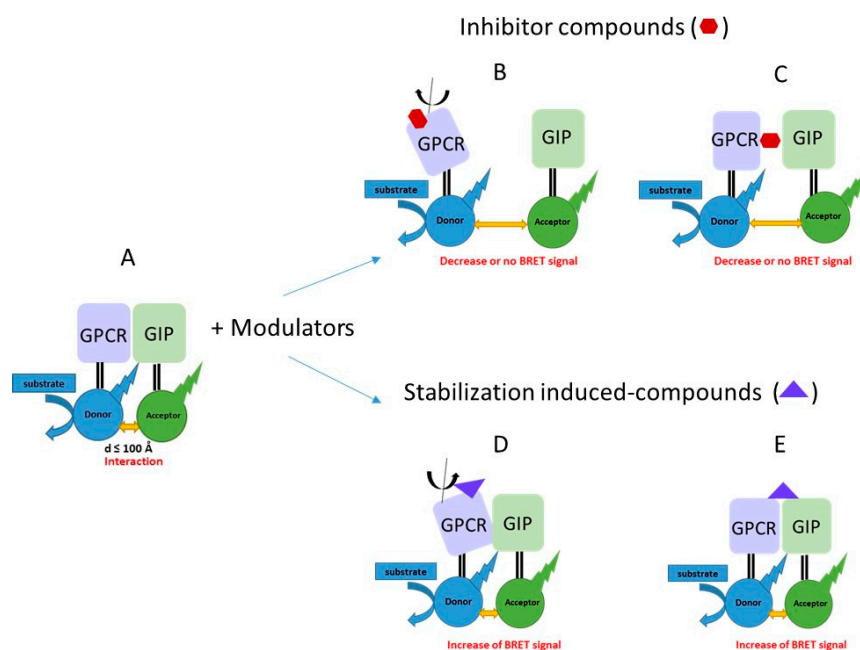 Inhibitor compounds ( )
B
C
GPCR
GIP
substrate
Donor
Acceptor
Decrease or no BRET signal
GPCR
GIP
substrate
Donor
Acceptor
Decrease or no BRET signal
A
GPCR
GIP
substrate
Donor
Acceptor
d ≤ 100 Å
Interaction
+ Modulators
Stabilization induced-compounds ( )
D
E
GPCR
GIP
substrate
Donor
Acceptor
Increase of BRET signal
GPCR
GIP
substrate
Donor
Acceptor
Increase of BRET signal